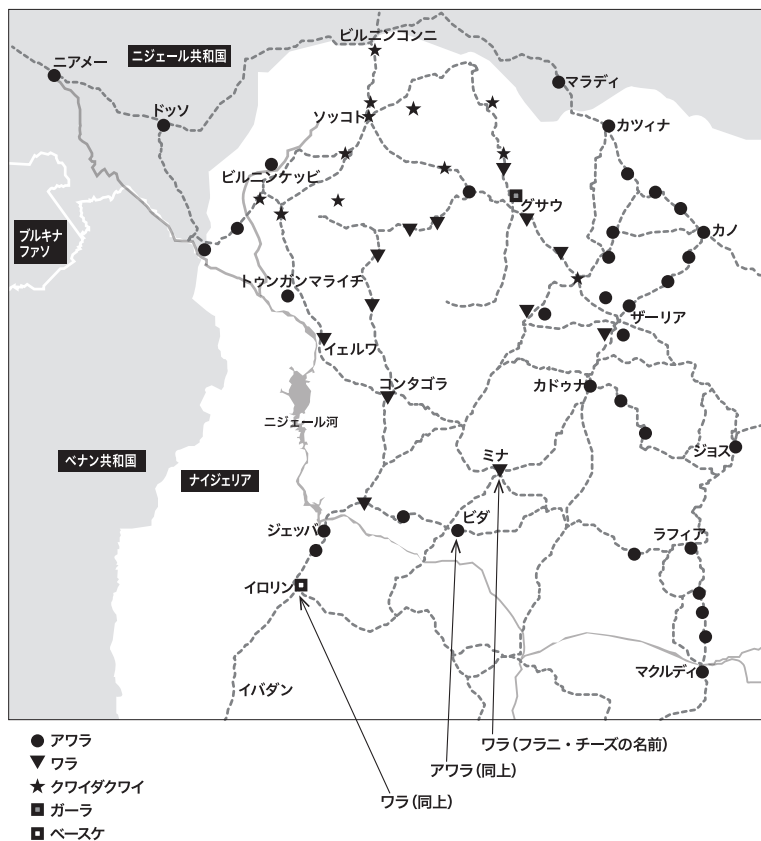 ビルニンコンニ
ニジェール共和国
ニアメー
マラディ
ドッソ
ソッコト
カツィナ
ビルニンケッビ
グサウ
ブルキナ
ファソ
カノ
トゥンガンマライチ
ザーリア
イェルワ
コンタゴラ
カドゥナ
ニジェール河
ジョス
ベナン共和国
ミナ
ナイジェリア
ビダ
ジェッバ
ラフィア
イロリン
マクルディ
イバダン
アワラ
ワラ
クワイダクワイ
ガーラ
ベースケ
ワラ(フラニ・チーズの名前)
アワラ(同上)
ワラ(同上)